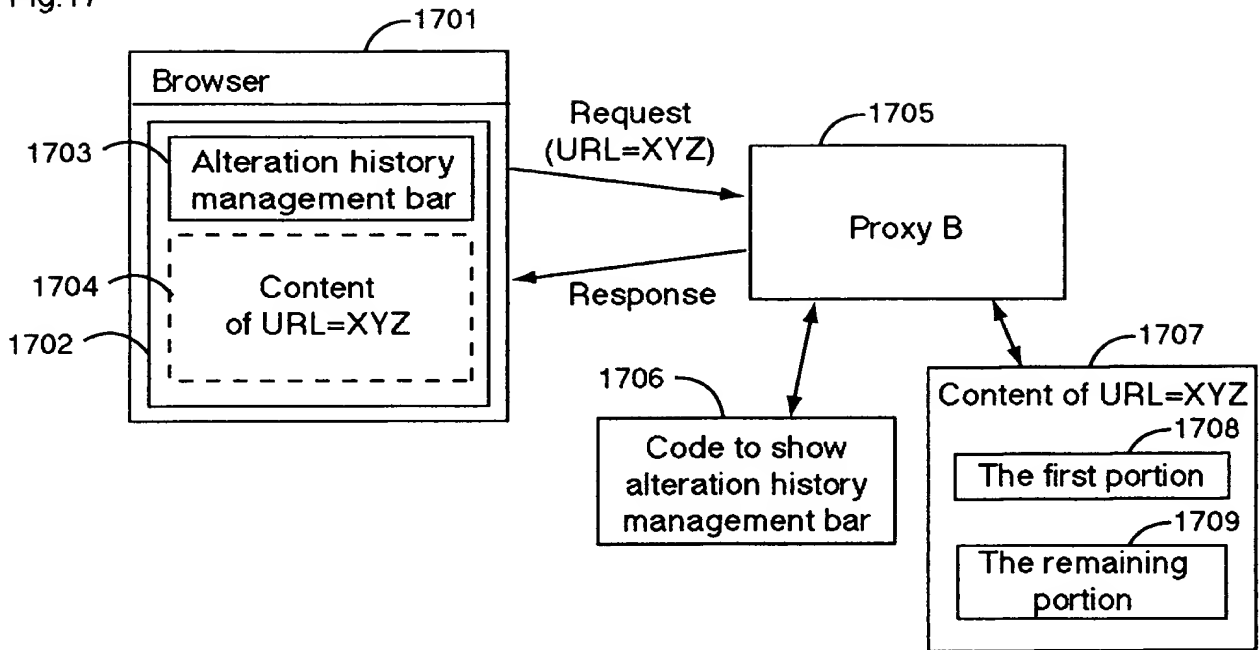 Fig.17
1701
Browser
1703
Alteration history
management bar
1704
Content
of URL=XYZ
1702
Request
(URL=XYZ)
Response
1705
Proxy B
1706
Code to show
alteration history
management bar
1707
Content of URL=XYZ
1708
The first portion
1709
The remaining
portion